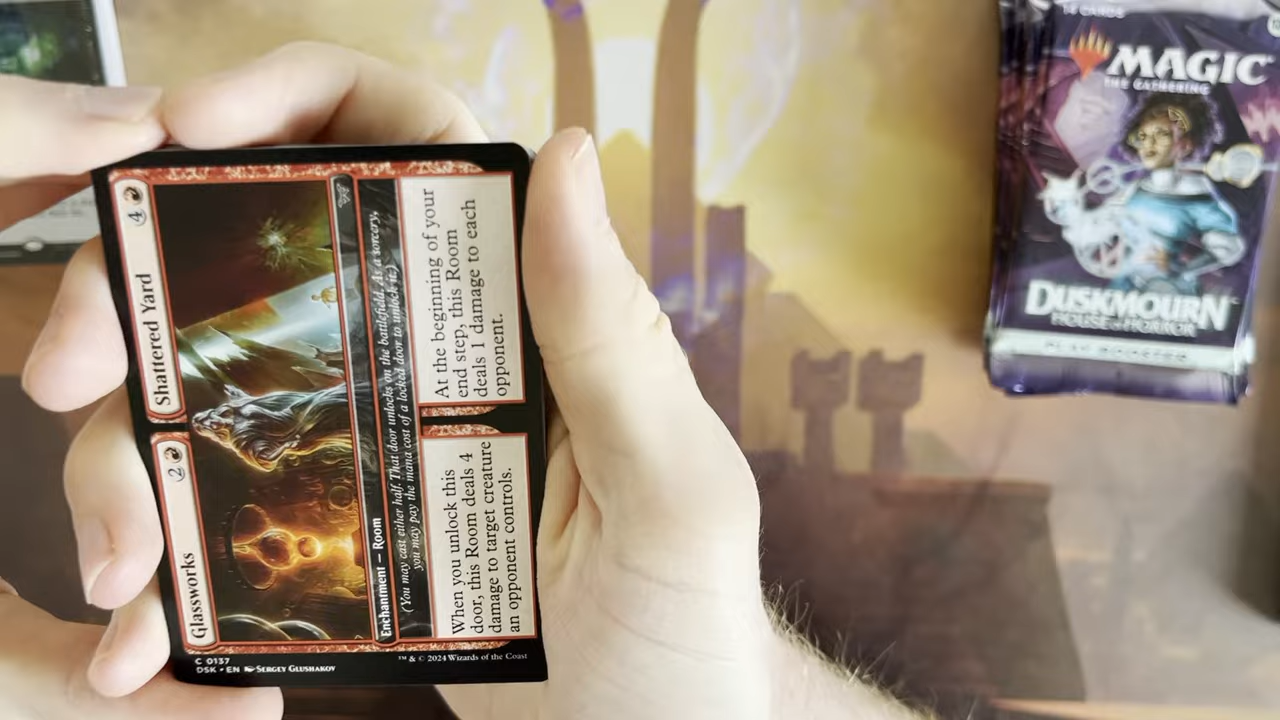 Glassworks 2
Shattered Yard 4
Enchantment — Room
(You may cast either half. That door unlocks on the battlefield. As a sorcery,
you may pay the mana cost of a locked door to unlock it.)
When you unlock this
door, this Room deals 4
damage to target creature
an opponent controls.
At the beginning of your
end step, this Room
deals 1 damage to each
opponent.
C 0137
DSK • EN SERGEY GLUSHAKOV
™ & © 2024 Wizards of the Coast
14 CARDS
MAGIC
THE GATHERING
DUSKMOURN
HOUSE OF HORROR
PLAY BOOSTER